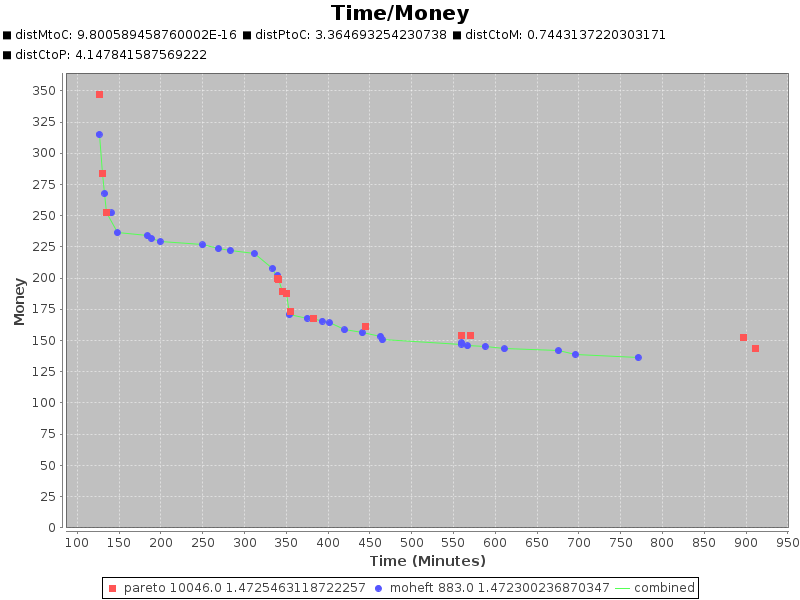 Time/Money
distMtoC: 9.800589458760002E-16 distPtoC: 3.364693254230738 distCtoM: 0.7443137220303171
distCtoP: 4.147841587569222
Money
350
325
300
275
250
225
200
175
150
125
100
75
50
25
0
100 150 200 250 300 350 400 450 500 550 600 650 700 750 800 850 900 950
Time (Minutes)
pareto 10046.0 1.4725463118722257 moheft 883.0 1.472300236870347 combined